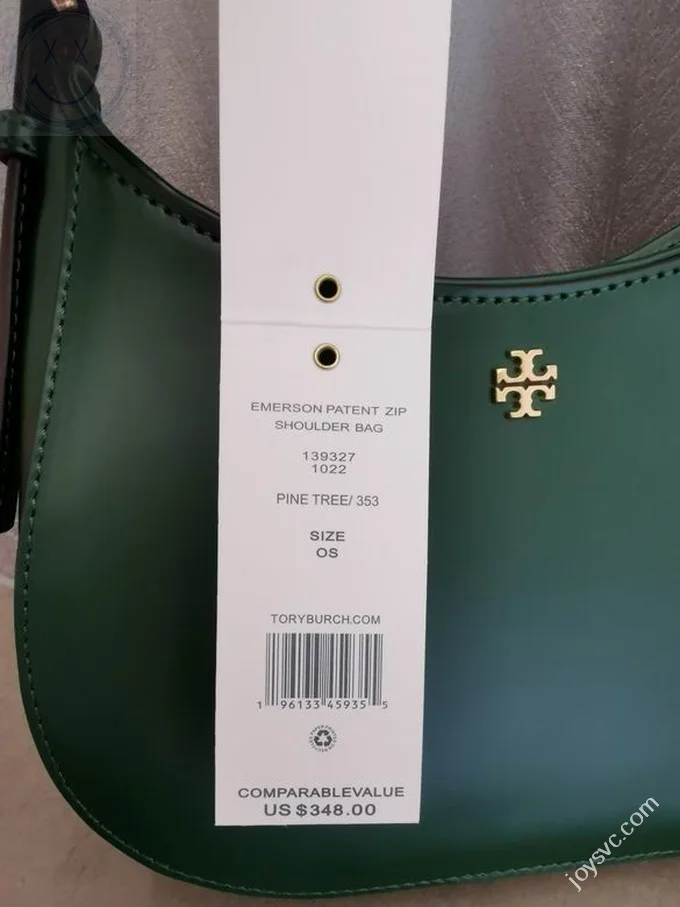 EMERSON PATENT ZIP
SHOULDER BAG
139327
1022
PINE TREE/ 353
SIZE
OS
TORYBURCH.COM
1 96133 45935 5
COMPARABLEVALUE
US $348.00
joysvc.com